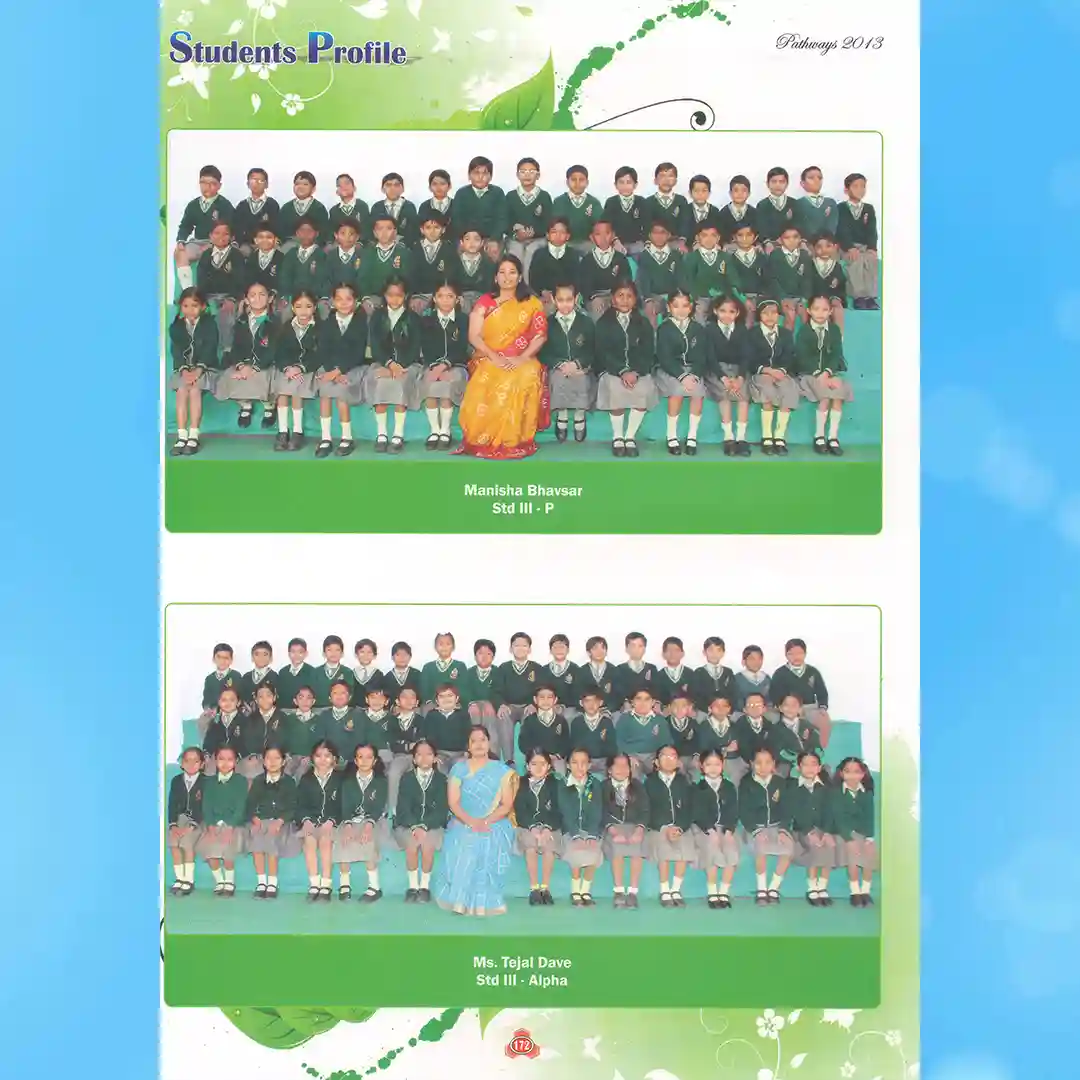 Students Profile
Pathways 2013
Manisha Bhavsar
Std III - P
Ms. Tejal Dave
Std III - Alpha
172